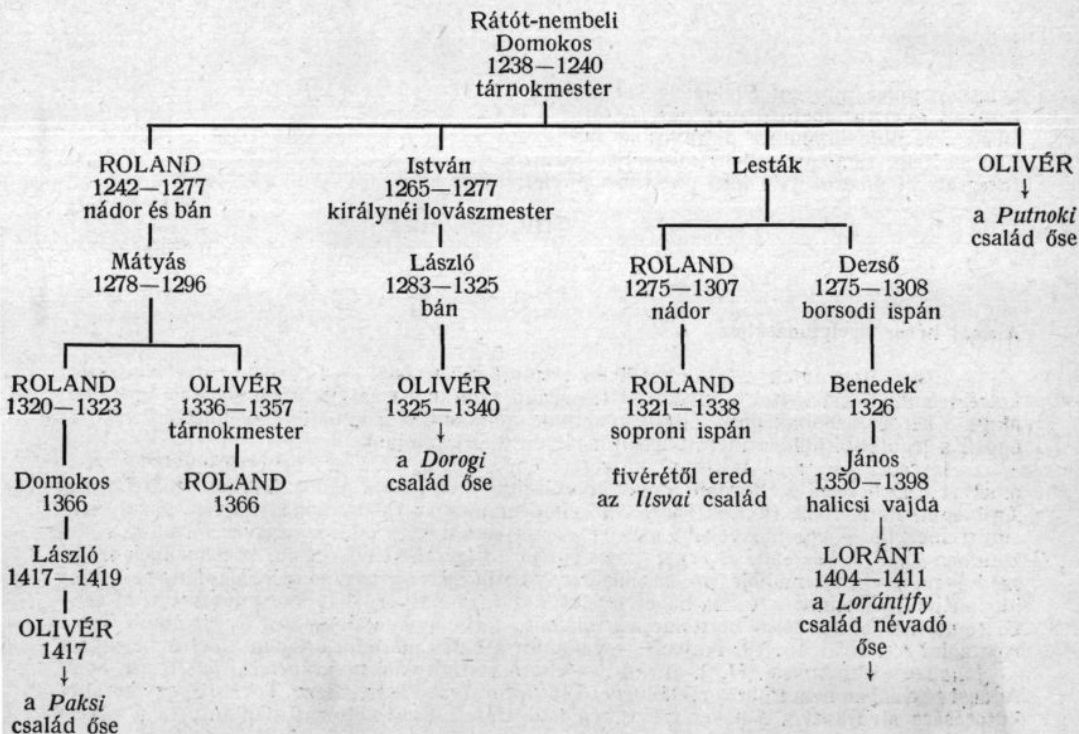 Rátót-nembeli
Domokos
1238—1240
tárnokmester
ROLAND
1242—1277
nádor és bán
István
1265—1277
királynéi lovászmester
Lesták
OLIVÉR
a Putnoki
család őse
Mátyás
1278—1296
László
1283—1325
bán
ROLAND
1275—1307
nádor
Dezső
1275—1308
borsodi ispán
ROLAND
1320—1323
OLIVÉR
1336—1357
tárnokmester
OLIVÉR
1325—1340
a Dorogi
család őse
ROLAND
1321—1338
soproni ispán
Benedek
1326
Domokos
1366
ROLAND
1366
fivérétől ered
az Ilsvai család
János
1350—1398
halicsi vajda
László
1417—1419
LORÁNT
1404—1411
a Lorántffy
család névadó
őse
OLIVÉR
1417
a Paksi
család őse